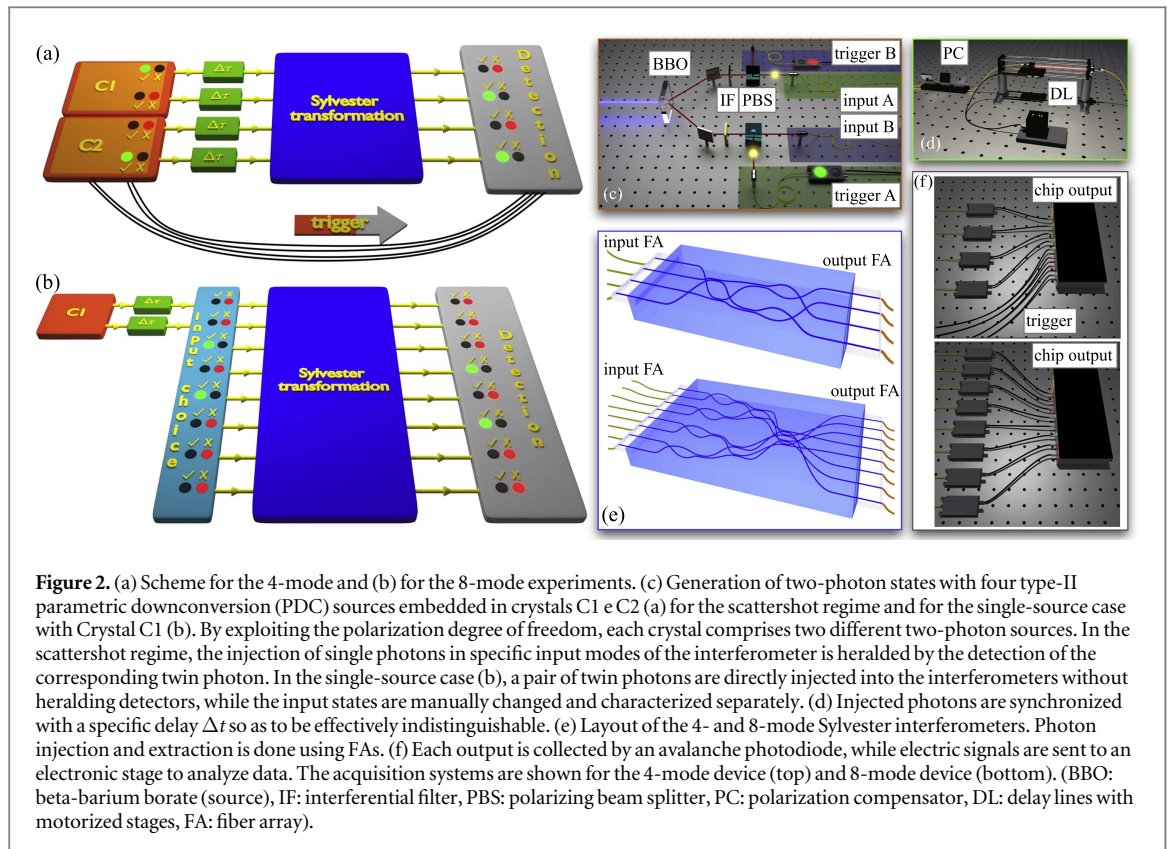 (a)
C1
C2
ΔT
ΔT
ΔT
ΔT
Sylvester
transformation
Detection
trigger
(b)
C1
ΔT
ΔT
Input choice
Sylvester
transformation
Detection
BBO
IF
PBS
trigger B
input A
input B
trigger A
(c)
PC
DL
(d)
input FA
output FA
input FA
output FA
(e)
(f)
chip output
trigger
chip output
Figure 2. (a) Scheme for the 4-mode and (b) for the 8-mode experiments. (c) Generation of two-photon states with four type-II
parametric downconversion (PDC) sources embedded in crystals C1 e C2 (a) for the scattershot regime and for the single-source case
with Crystal C1 (b). By exploiting the polarization degree of freedom, each crystal comprises two different two-photon sources. In the
scattershot regime, the injection of single photons in specific input modes of the interferometer is heralded by the detection of the
corresponding twin photon. In the single-source case (b), a pair of twin photons are directly injected into the interferometers without
heralding detectors, while the input states are manually changed and characterized separately. (d) Injected photons are synchronized
with a specific delay Δt so as to be effectively indistinguishable. (e) Layout of the 4- and 8-mode Sylvester interferometers. Photon
injection and extraction is done using FAs. (f) Each output is collected by an avalanche photodiode, while electric signals are sent to an
electronic stage to analyze data. The acquisition systems are shown for the 4-mode device (top) and 8-mode device (bottom). (BBO:
beta-barium borate (source), IF: interferential filter, PBS: polarizing beam splitter, PC: polarization compensator, DL: delay lines with
motorized stages, FA: fiber array).